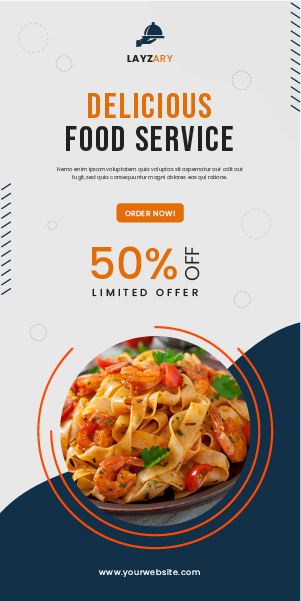 LAYZARY
DELICIOUS
FOOD SERVICE
Nemo enim ipsam voluptatem quia voluptas sit aspernatur aut odit aut
fugit, sed quia consequuntur magni dolores eos qui ratione.
ORDER NOW!
50% OFF
LIMITED OFFER
www.yourwebsite.com